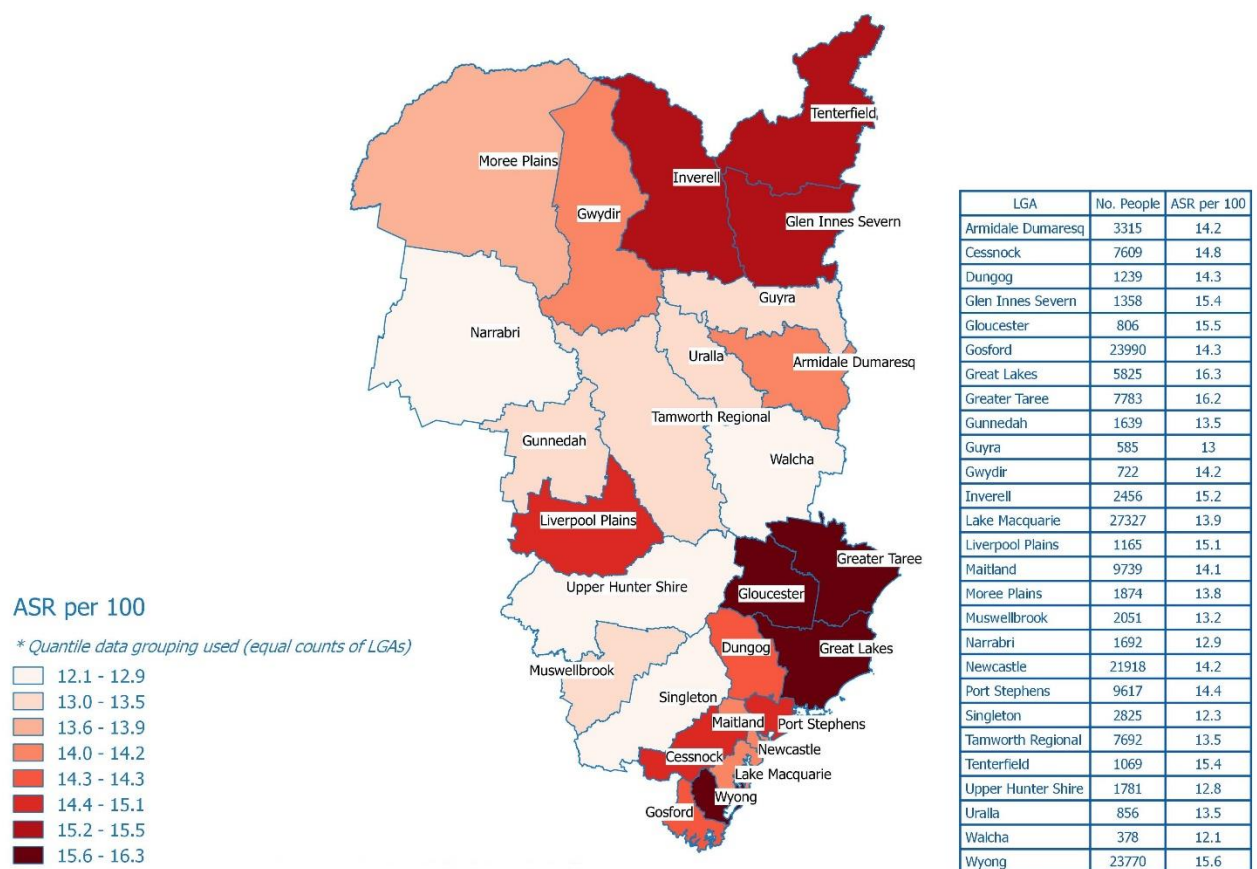 Tenterfield
Moree Plains
Inverell
Gwydir
Glen Innes Severn
Guyra
Narrabri
Uralla
Armidale Dumaresq
Tamworth Regional
Gunnedah
Walcha
Liverpool Plains
Greater Taree
Upper Hunter Shire
Gloucester
Dungog
Great Lakes
Muswellbrook
Singleton
Maitland
Port Stephens
Newcastle
Cessnock
Lake Macquarie
Wyong
Gosford
ASR per 100
* Quantile data grouping used (equal counts of LGAs)
12.1 - 12.9
13.0 - 13.5
13.6 - 13.9
14.0 - 14.2
14.3 - 14.3
14.4 - 15.1
15.2 - 15.5
15.6 - 16.3
LGA No. People ASR per 100
Armidale Dumaresq 3315 14.2
Cessnock 7609 14.8
Dungog 1239 14.3
Glen Innes Severn 1358 15.4
Gloucester 806 15.5
Gosford 23990 14.3
Great Lakes 5825 16.3
Greater Taree 7783 16.2
Gunnedah 1639 13.5
Guyra 585 13
Gwydir 722 14.2
Inverell 2456 15.2
Lake Macquarie 27327 13.9
Liverpool Plains 1165 15.1
Maitland 9739 14.1
Moree Plains 1874 13.8
Muswellbrook 2051 13.2
Narrabri 1692 12.9
Newcastle 21918 14.2
Port Stephens 9617 14.4
Singleton 2825 12.3
Tamworth Regional 7692 13.5
Tenterfield 1069 15.4
Upper Hunter Shire 1781 12.8
Uralla 856 13.5
Walcha 378 12.1
Wyong 23770 15.6